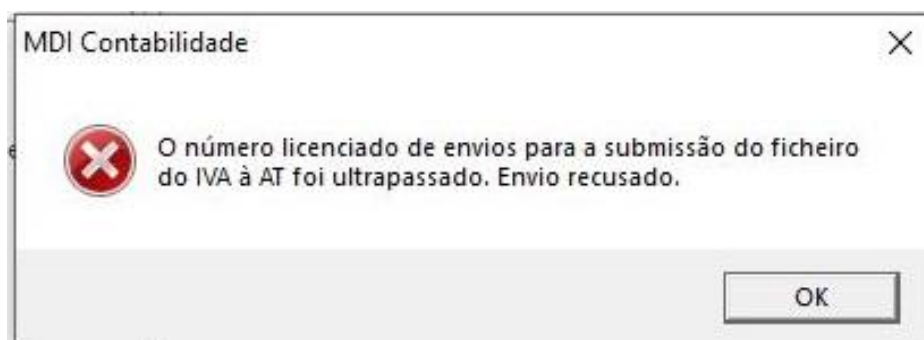 MDI Contabilidade
O número licenciado de envios para a submissão do ficheiro
do IVA à AT foi ultrapassado. Envio recusado.
OK